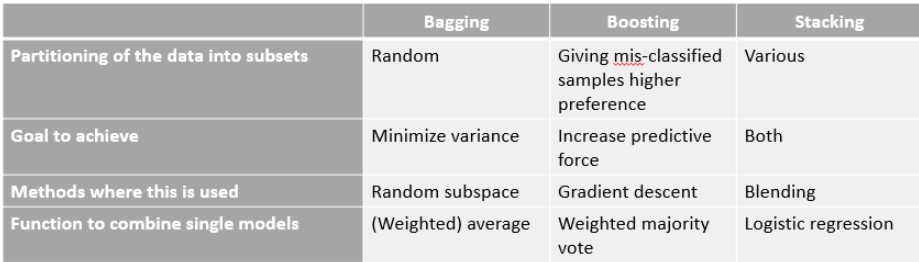 Bagging Boosting Stacking
Partitioning of the data into subsets Random Giving mis-classified Various
samples higher
preference
Goal to achieve Minimize variance Increase predictive Both
force
Methods where this is used Random subspace Gradient descent Blending
Function to combine single models (Weighted) average Weighted majority Logistic regression
vote